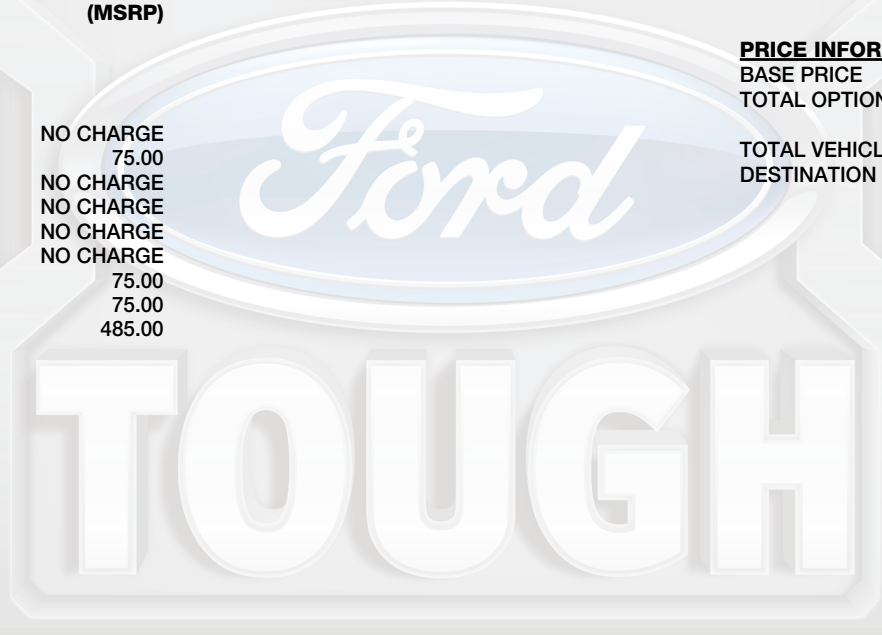 (MSRP)
NO CHARGE
75.00
NO CHARGE
NO CHARGE
NO CHARGE
NO CHARGE
75.00
75.00
485.00
PRICE INFOR
BASE PRICE
TOTAL OPTION
TOTAL VEHICL
DESTINATION
Ford
TOUGH